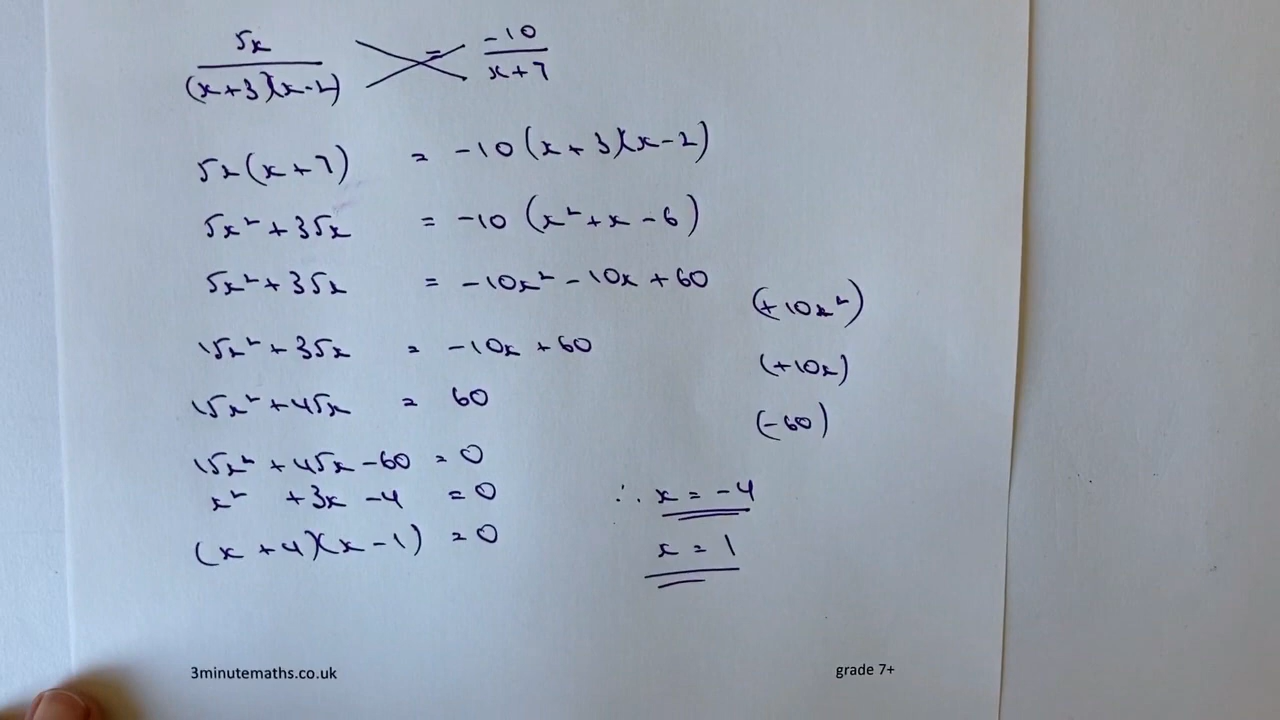 5x/((x+3)(x-2)) = -10/(x+7)
5x(x+7) = -10(x+3)(x-2)
5x² + 35x = -10(x²+x-6)
5x² + 35x = -10x² - 10x + 60
(+10x²)
15x² + 35x = -10x + 60
(+10x)
15x² + 45x = 60
(-60)
15x² + 45x - 60 = 0
x² + 3x - 4 = 0
∴ x = -4
(x+4)(x-1) = 0
x = 1
3minutemaths.co.uk
grade 7+